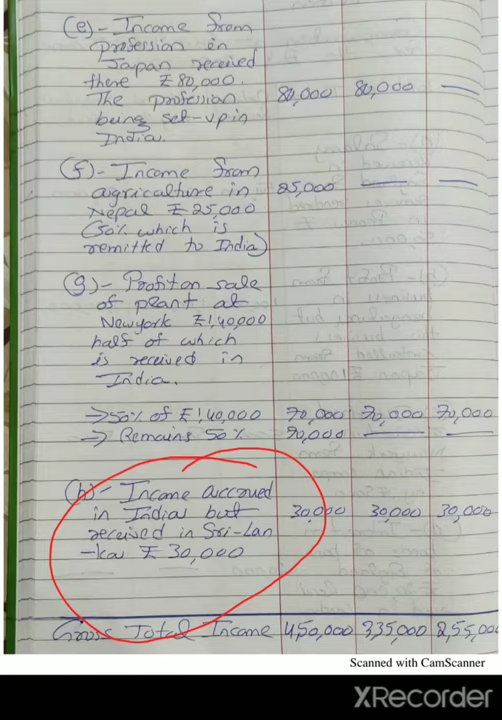 (e) - Income from
profession in
Japan received
there ₹80,000.
The profession 80,000 80,000 —
being set-up in
India.
(f) - Income from
agriculture in 25,000 — —
Nepal ₹25,000
(50% which is
remitted to India)
(g) - Profit on sale
of plant at
Newyork ₹1,40,000
half of which
is received in
India.
→ 50% of ₹1,40,000 70,000 70,000 70,000
→ Remains 50% 70,000 — —
(h) - Income accrued
in India but 30,000 30,000 30,000
received in Sri-Lan
-ka ₹30,000
Gross Total Income 4,50,000 3,35,000 2,55,000
Scanned with CamScanner
XRecorder